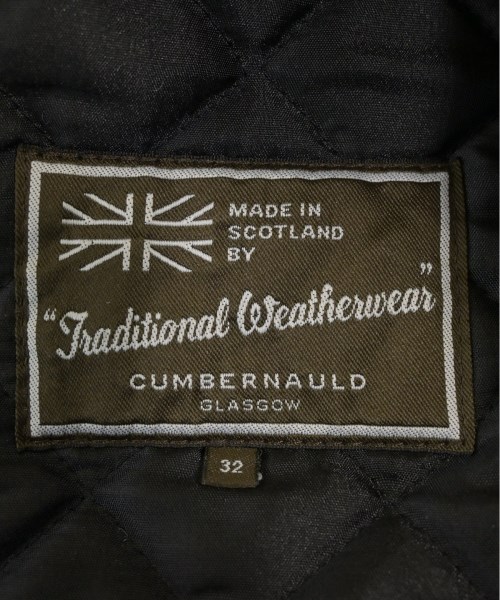 MADE IN
SCOTLAND
BY
"Traditional Weatherwear"
CUMBERNAULD
GLASGOW
32